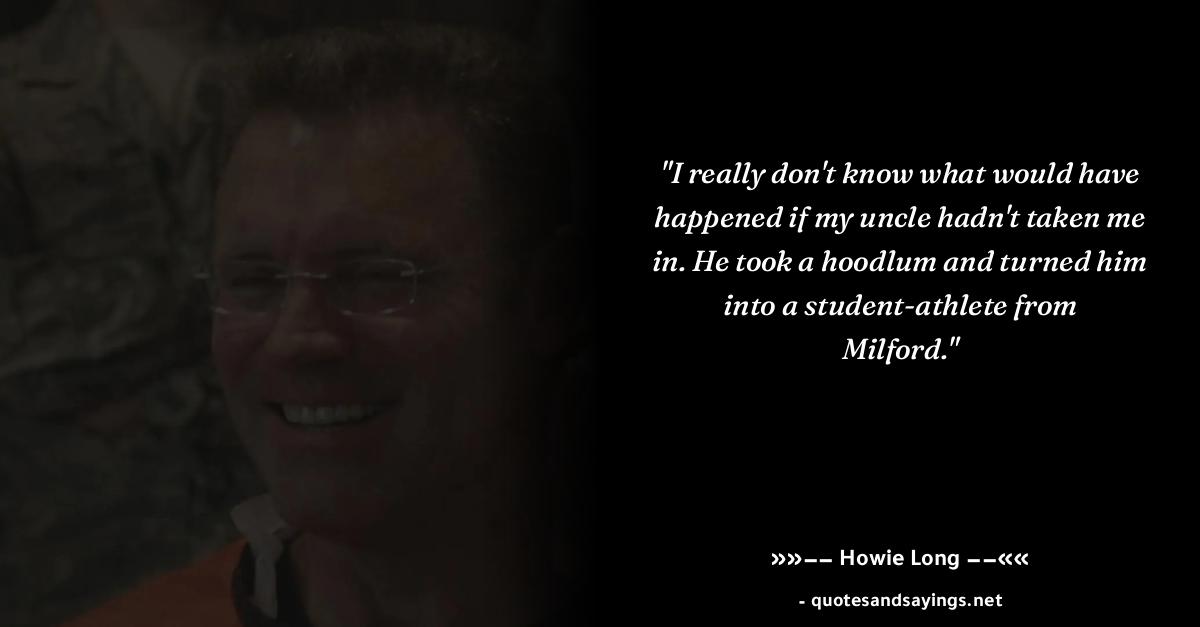 "I really don't know what would have
happened if my uncle hadn't taken me
in. He took a hoodlum and turned him
into a student-athlete from
Milford."
»»–– Howie Long ––««
- quotesandsayings.net